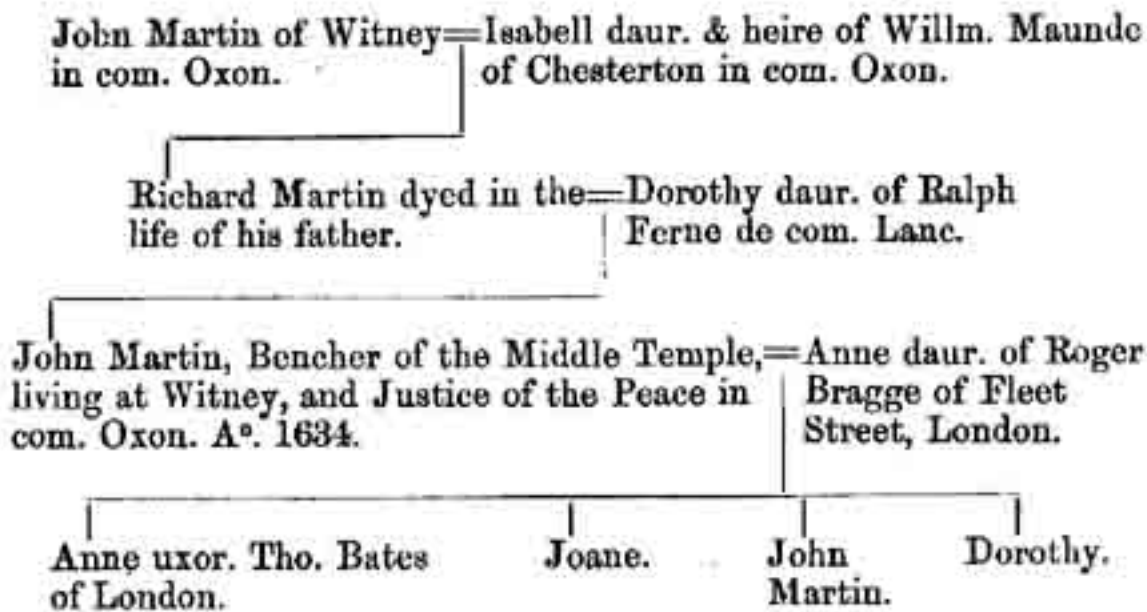 John Martin of Witney=Isabell daur. & heire of Willm. Maunde
in com. Oxon. of Chesterton in com. Oxon.
Richard Martin dyed in the=Dorothy daur. of Ralph
life of his father. Ferne de com. Lanc.
John Martin, Bencher of the Middle Temple,=Anne daur. of Roger
living at Witney, and Justice of the Peace in Bragge of Fleet
com. Oxon. Aº. 1634. Street, London.
Anne uxor. Tho. Bates Joane. John Dorothy.
of London. Martin.